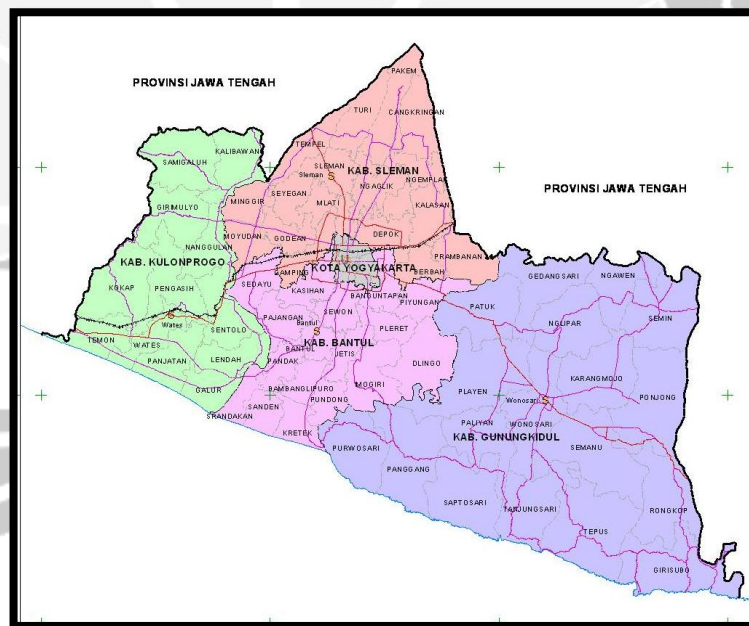 PAKEM
PROVINSI JAWA TENGAH
TURI
CANGKRINGAN
TEMPEL
KALIBAWANG
SAMIGALUH
SLEMAN
KAB. SLEMAN
Sleman
S
NGEMPLAK
NGAGLIK
PROVINSI JAWA TENGAH
SEYEGAN
MINGGIR
MLATI
KALASAN
GIRIMULYO
MOYUDAN
GODEAN
DEPOK
NANGGULAN
PRAMBANAN
KAB. KULONPROGO
GAMPING
KOTA YOGYAKARTA
BERBAH
GEDANGSARI
NGAWEN
KOKAP
PENGASIH
SEDAYU
KASIHAN
BANGUNTAPAN
PIYUNGAN
PATUK
SEMIN
S
Wates
PAJANGAN
SEWON
NGLIPAR
TEMON
WATES
SENTOLO
Bantul
S
PLERET
KAB. BANTUL
BANTUL
JETIS
PANJATAN
LENDAH
PANDAK
DLINGO
KARANGMOJO
GALUR
BAMBANGLIPURO
MOGIRI
PLAYEN
PONJONG
PUNDONG
Wonosari
S
SANDEN
SRANDAKAN
PALIYAN
WONOSARI
KRETEK
KAB. GUNUNGKIDUL
PURWOSARI
SEMANU
PANGGANG
SAPTOSARI
TANJUNGSARI
RONGKOP
TEPUS
GIRISUBO